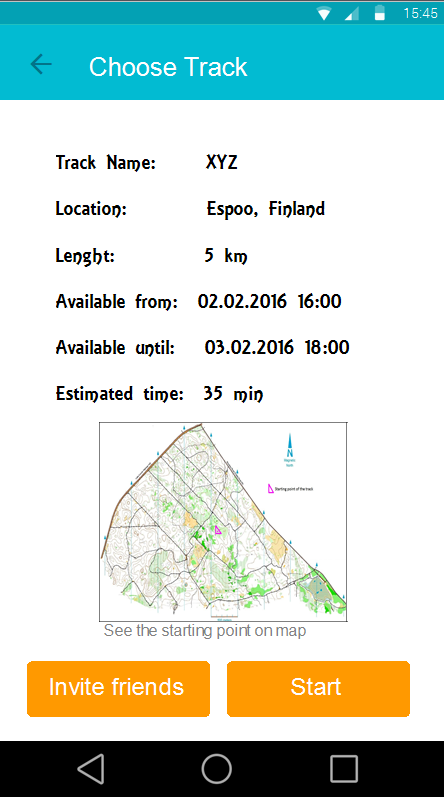 15:45
Choose Track
Track Name: XYZ
Location: Espoo, Finland
Lenght: 5 km
Available from: 02.02.2016 16:00
Available until: 03.02.2016 18:00
Estimated time: 35 min
N
Starting point of the track
See the starting point on map
Invite friends
Start